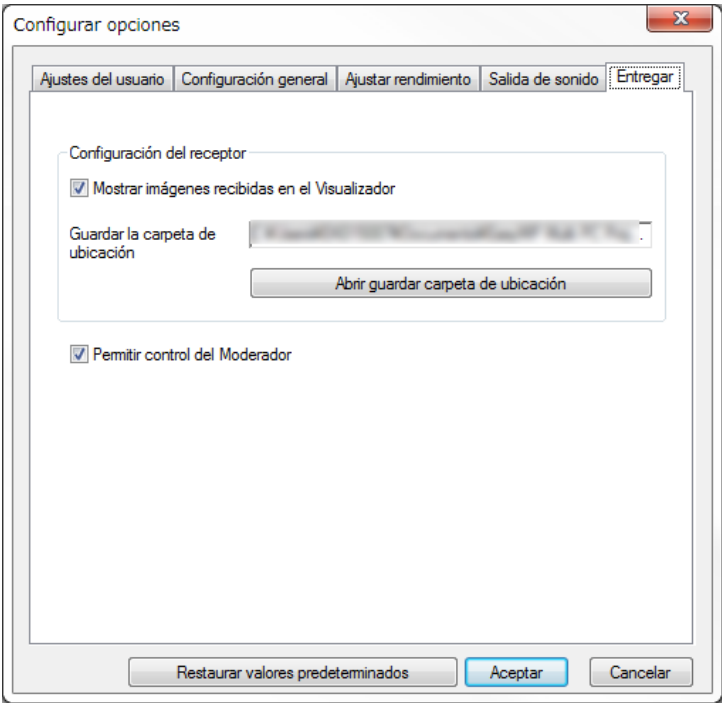 Configurar opciones
Ajustes del usuario Configuración general Ajustar rendimiento Salida de sonido Entregar
Configuración del receptor
Mostrar imágenes recibidas en el Visualizador
Guardar la carpeta de
ubicación
Abrir guardar carpeta de ubicación
Permitir control del Moderador
Restaurar valores predeterminados Aceptar Cancelar